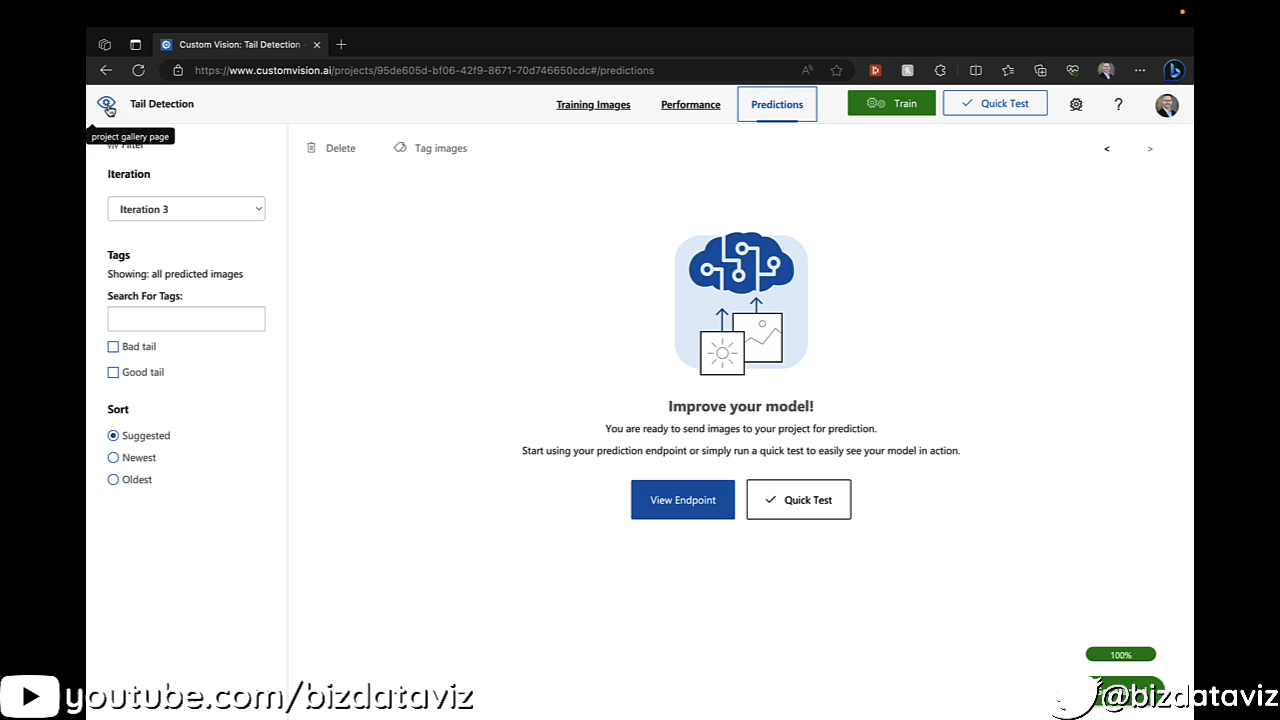 Custom Vision: Tail Detection -
https://www.customvision.ai/projects/95de605d-bf06-42f9-8671-70d746650cdc#/predictions
Tail Detection
Training Images
Performance
Predictions
Train
Quick Test
?
project gallery page
Filter
Delete
Tag images
<
>
Iteration
Iteration 3
Tags
Showing: all predicted images
Search For Tags:
Bad tail
Good tail
Sort
Suggested
Newest
Oldest
Improve your model!
You are ready to send images to your project for prediction.
Start using your prediction endpoint or simply run a quick test to easily see your model in action.
View Endpoint
Quick Test
100%
youtube.com/bizdataviz
@bizdataviz